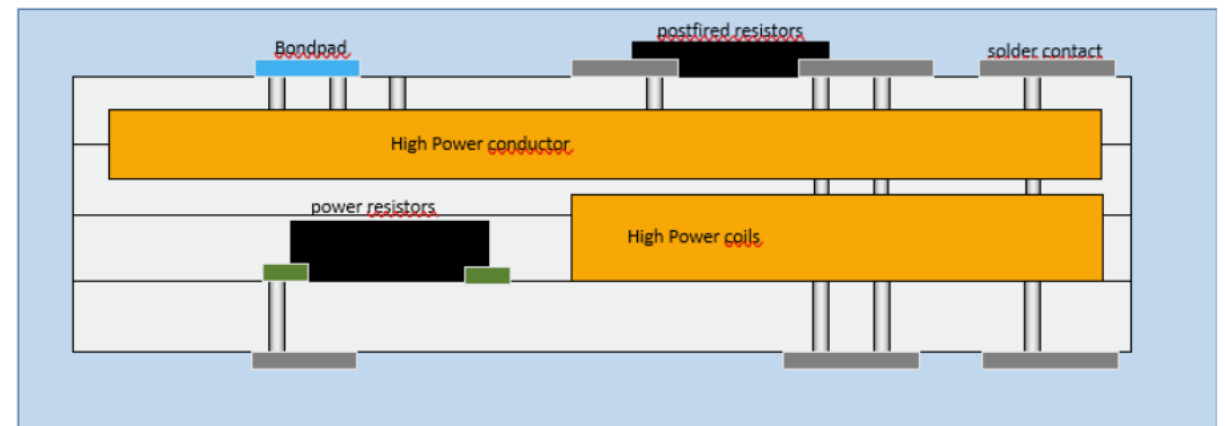 postfired resistors
Bondpad
solder contact
High Power conductor
power resistors
High Power coils